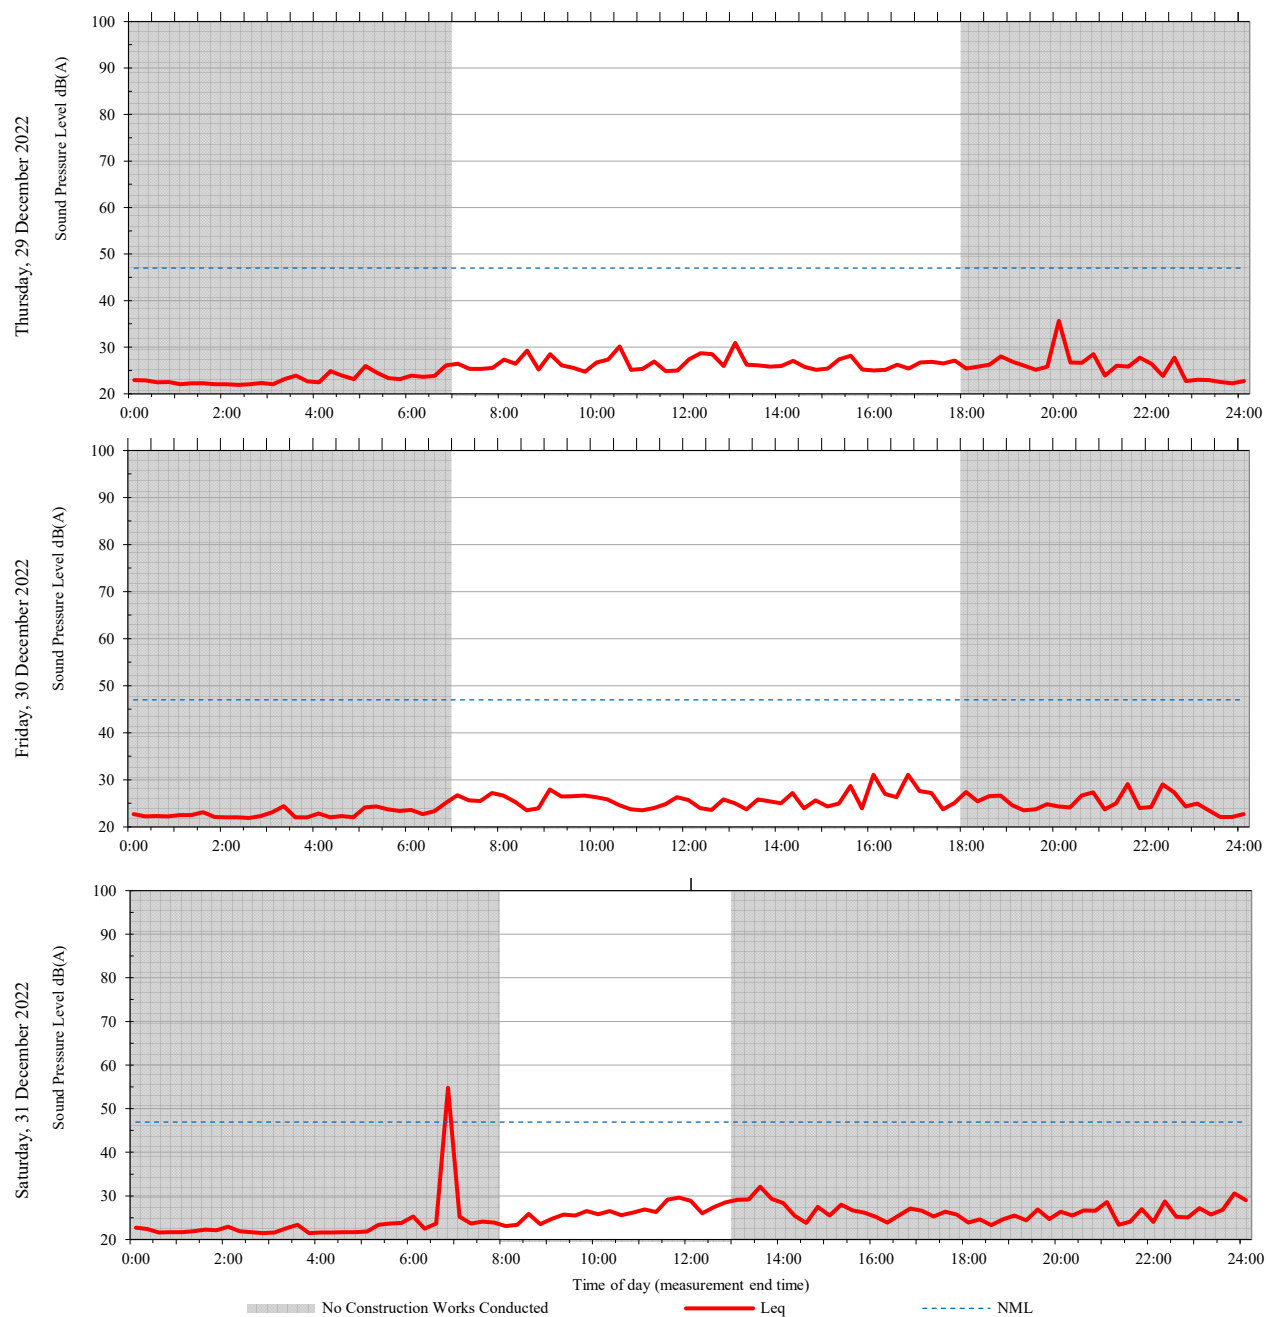 Thursday, 29 December 2022
Sound Pressure Level dB(A)
100
90
80
70
60
50
40
30
20
0:00 2:00 4:00 6:00 8:00 10:00 12:00 14:00 16:00 18:00 20:00 22:00 24:00
Friday, 30 December 2022
Sound Pressure Level dB(A)
100
90
80
70
60
50
40
30
20
0:00 2:00 4:00 6:00 8:00 10:00 12:00 14:00 16:00 18:00 20:00 22:00 24:00
Saturday, 31 December 2022
Sound Pressure Level dB(A)
100
90
80
70
60
50
40
30
20
0:00 2:00 4:00 6:00 8:00 10:00 12:00 14:00 16:00 18:00 20:00 22:00 24:00
Time of day (measurement end time)
No Construction Works Conducted Leq NML